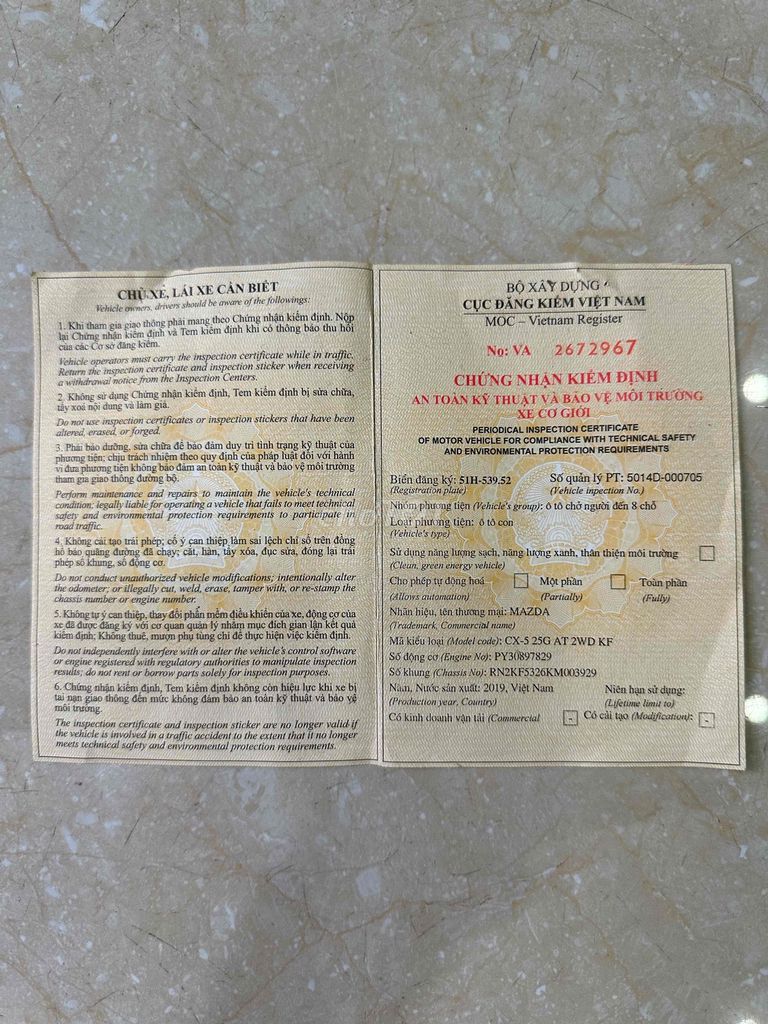 CHỦ XE, LÁI XE CẦN BIẾT
Vehicle owners, drivers should be aware of the followings:
1. Khi tham gia giao thông phải mang theo Chứng nhận kiểm định. Nộp
lại Chứng nhận kiểm định và Tem kiểm định khi có thông báo thu hồi
của các Cơ sở đăng kiểm.
Vehicle operators must carry the inspection certificate while in traffic.
Return the inspection certificate and inspection sticker when receiving
a withdrawal notice from the Inspection Centers.
2. Không sử dụng Chứng nhận kiểm định, Tem kiểm định bị sửa chữa,
tẩy xoá nội dung và làm giả.
Do not use inspection certificates or inspection stickers that have been
altered, erased, or forged.
3. Phải bảo dưỡng, sửa chữa để bảo đảm duy trì tình trạng kỹ thuật của
phương tiện; chịu trách nhiệm theo quy định của pháp luật đối với hành
vi đưa phương tiện không bảo đảm an toàn kỹ thuật và bảo vệ môi trường
tham gia giao thông đường bộ.
Perform maintenance and repairs to maintain the vehicle's technical
condition; legally liable for operating a vehicle that fails to meet technical
safety and environmental protection requirements to participate in
road traffic.
4. Không cải tạo trái phép; cố ý can thiệp làm sai lệch chỉ số trên đồng
hồ báo quãng đường đã chạy; cắt, hàn, tẩy xóa, đục sửa, đóng lại trái
phép số khung, số động cơ.
Do not conduct unauthorized vehicle modifications; intentionally alter
the odometer; or illegally cut, weld, erase, tamper with, or re-stamp the
chassis number or engine number.
5. Không tự ý can thiệp, thay đổi phần mềm điều khiển của xe, động cơ của
xe đã được đăng ký với cơ quan quản lý nhằm mục đích gian lận kết quả
kiểm định; Không thuê, mượn phụ tùng chỉ để thực hiện việc kiểm định.
Do not independently interfere with or alter the vehicle's control software
or engine registered with regulatory authorities to manipulate inspection
results; do not rent or borrow parts solely for inspection purposes.
6. Chứng nhận kiểm định, Tem kiểm định không còn hiệu lực khi xe bị
tai nạn giao thông đến mức không đảm bảo an toàn kỹ thuật và bảo vệ
môi trường.
The inspection certificate and inspection sticker are no longer valid if
the vehicle is involved in a traffic accident to the extent that it no longer
meets technical safety and environmental protection requirements.
BỘ XÂY DỰNG
CỤC ĐĂNG KIỂM VIỆT NAM
MOC – Vietnam Register
No: VA 2672967
CHỨNG NHẬN KIỂM ĐỊNH
AN TOÀN KỸ THUẬT VÀ BẢO VỆ MÔI TRƯỜNG
XE CƠ GIỚI
PERIODICAL INSPECTION CERTIFICATE
OF MOTOR VEHICLE FOR COMPLIANCE WITH TECHNICAL SAFETY
AND ENVIRONMENTAL PROTECTION REQUIREMENTS
Biển đăng ký: 51H-539.52 Số quản lý PT: 5014D-000705
(Registration plate) (Vehicle inpection No.)
Nhóm phương tiện (Vehicle's group): ô tô chở người đến 8 chỗ
Loại phương tiện: ô tô con
(Vehicle's type)
Sử dụng năng lượng sạch, năng lượng xanh, thân thiện môi trường
(Clean, green energy vehicle)
Cho phép tự động hoá Một phần Toàn phần
(Allows automation) (Partially) (Fully)
Nhãn hiệu, tên thương mại: MAZDA
(Trademark, Commercial name)
Mã kiểu loại (Model code): CX-5 25G AT 2WD KF
Số động cơ (Engine No): PY30897829
Số khung (Chassis No): RN2KF5326KM003929
Năm, Nước sản xuất: 2019, Việt Nam Niên hạn sử dụng:
(Production year, Country) (Lifetime limit to)
Có kinh doanh vận tải (Commercial - Có cải tạo (Modification): -